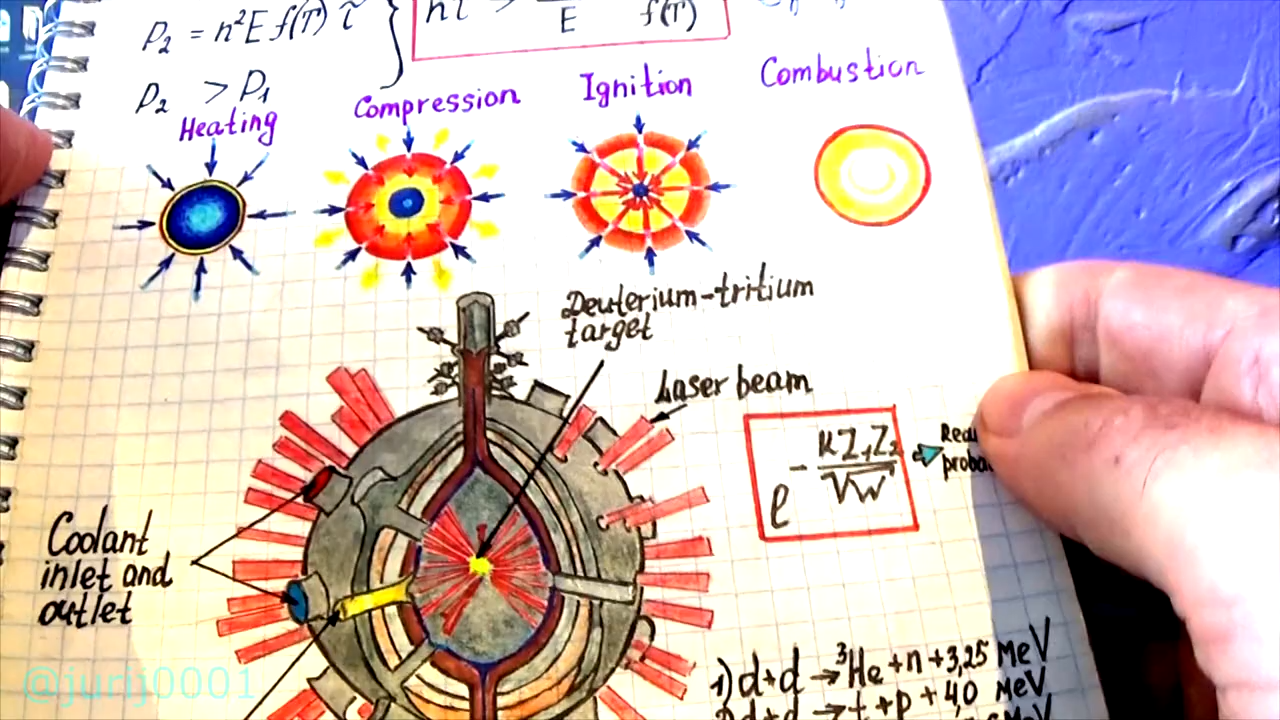 P₂ = n²E f(T) τ
nτ > E f(T)
P₂ > P₁
Heating
Compression
Ignition
Combustion
Deuterium-tritium
target
Laser beam
e^(-kZ₁Z₂/√W)
Coolant
inlet and
outlet
1) d+d → ³He + n + 3,25 MeV
d+d → t + p + 4,0 MeV
@jurij0001